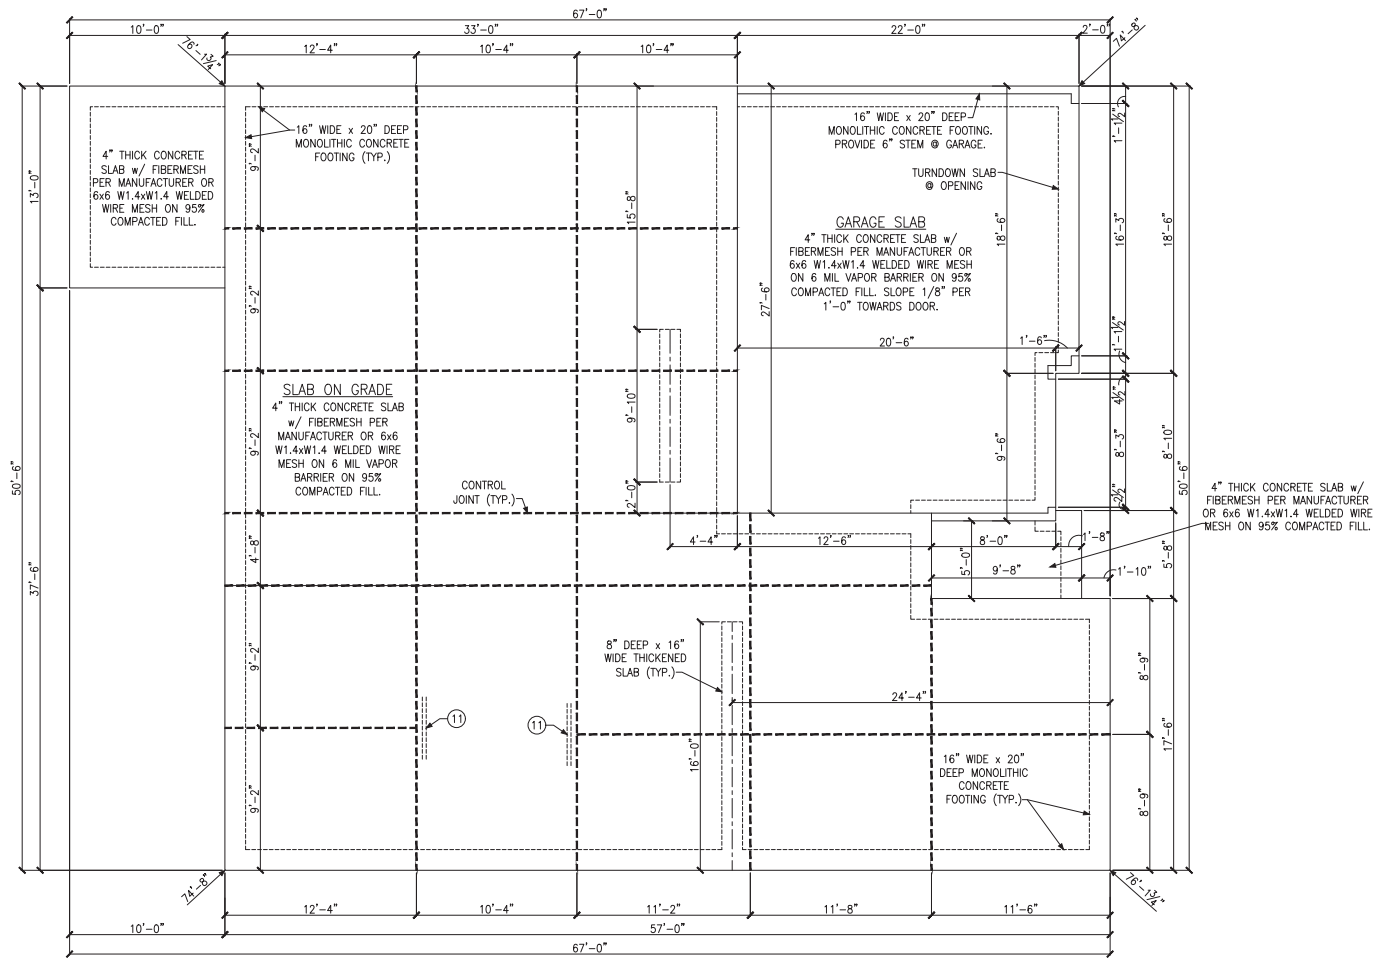 67'-0"
10'-0"
33'-0"
22'-0"
2'-0"
76'-1¾"
74'-8"
12'-4"
10'-4"
10'-4"
16" WIDE x 20" DEEP
MONOLITHIC CONCRETE
FOOTING (TYP.)
16" WIDE x 20" DEEP
MONOLITHIC CONCRETE FOOTING.
PROVIDE 6" STEM @ GARAGE.
1'-1½"
4" THICK CONCRETE
SLAB w/ FIBERMESH
PER MANUFACTURER OR
6x6 W1.4xW1.4 WELDED
WIRE MESH ON 95%
COMPACTED FILL.
9'-2"
13'-0"
15'-8"
TURNDOWN SLAB
@ OPENING
GARAGE SLAB
4" THICK CONCRETE SLAB w/
FIBERMESH PER MANUFACTURER OR
6x6 W1.4xW1.4 WELDED WIRE MESH
ON 6 MIL VAPOR BARRIER ON 95%
COMPACTED FILL. SLOPE 1/8" PER
1'-0" TOWARDS DOOR.
18'-6"
16'-3"
18'-6"
9'-2"
27'-6"
20'-6"
1'-6"
1'-1½"
SLAB ON GRADE
4" THICK CONCRETE SLAB
w/ FIBERMESH PER
MANUFACTURER OR 6x6
W1.4xW1.4 WELDED WIRE
MESH ON 6 MIL VAPOR
BARRIER ON 95%
COMPACTED FILL.
9'-2"
9'-10"
4½"
9'-6"
8'-3"
8'-10"
50'-6"
50'-6"
CONTROL
JOINT (TYP.)
2'-0"
2½"
4" THICK CONCRETE SLAB w/
FIBERMESH PER MANUFACTURER
OR 6x6 W1.4xW1.4 WELDED WIRE
MESH ON 95% COMPACTED FILL.
4'-8"
4'-4"
12'-6"
8'-0"
1'-8"
5'-0"
5'-8"
9'-8"
1'-10"
37'-6"
9'-2"
8" DEEP x 16"
WIDE THICKENED
SLAB (TYP.)
8'-9"
24'-4"
11
11
16'-0"
17'-6"
16" WIDE x 20"
DEEP MONOLITHIC
CONCRETE
FOOTING (TYP.)
9'-2"
8'-9"
74'-8"
76'-1¾"
12'-4"
10'-4"
11'-2"
11'-8"
11'-6"
10'-0"
57'-0"
67'-0"